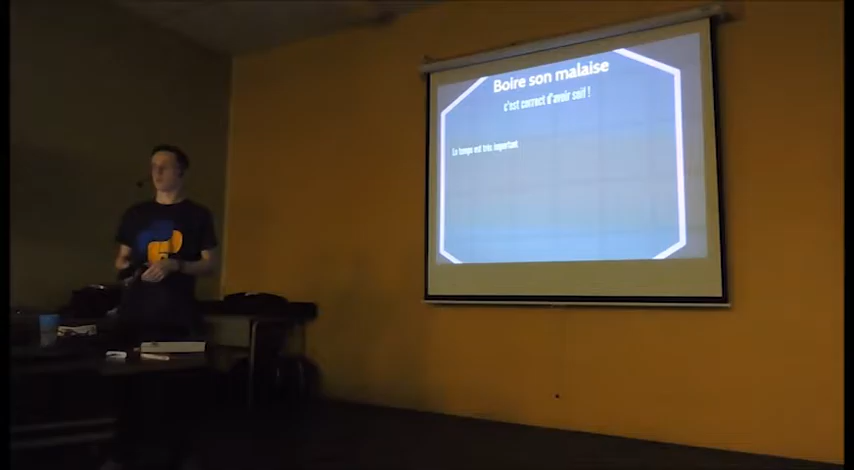 Boire son malaise
c'est correct d'avoir soif !
Le temps est très important